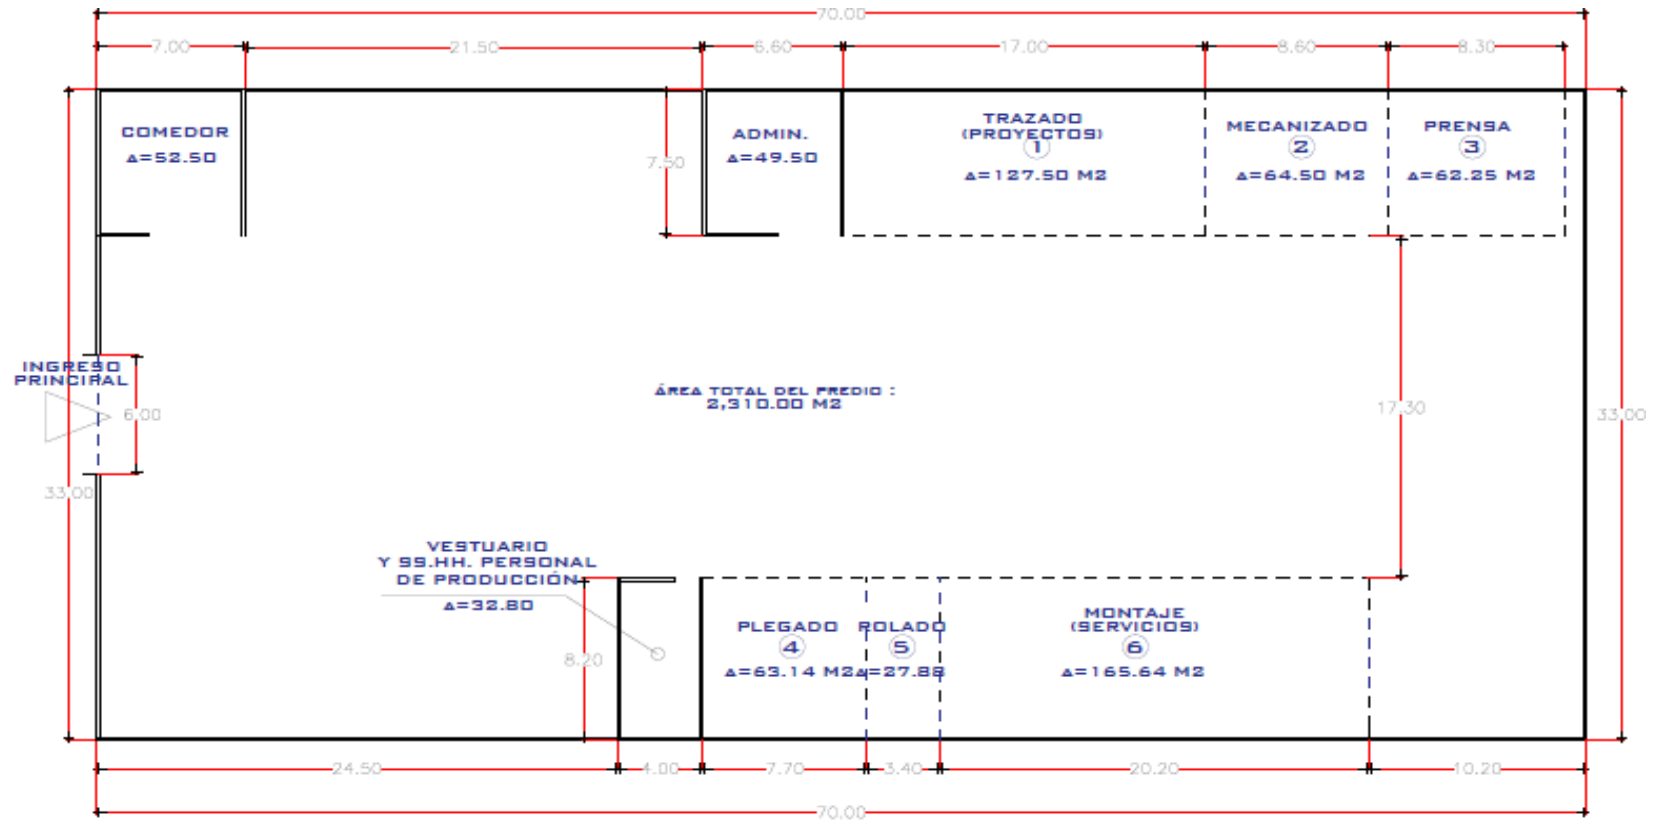 70.00
7.00
21.50
6.60
17.00
8.60
8.30
COMEDOR
A=52.50
7.50
ADMIN.
A=49.50
TRAZADO
(PROYECTOS)
1
A=127.50 M2
MECANIZADO
2
A=64.50 M2
PRENSA
3
A=62.25 M2
INGRESO
PRINCIPAL
6.00
ÁREA TOTAL DEL PREDIO :
2,310.00 M2
17.30
33.00
33.00
VESTUARIO
Y SS.HH. PERSONAL
DE PRODUCCIÓN
A=32.80
8.20
PLEGADO
4
A=63.14 M2
ROLADO
5
A=27.88
MONTAJE
(SERVICIOS)
6
A=165.64 M2
24.50
4.00
7.70
3.40
20.20
10.20
70.00